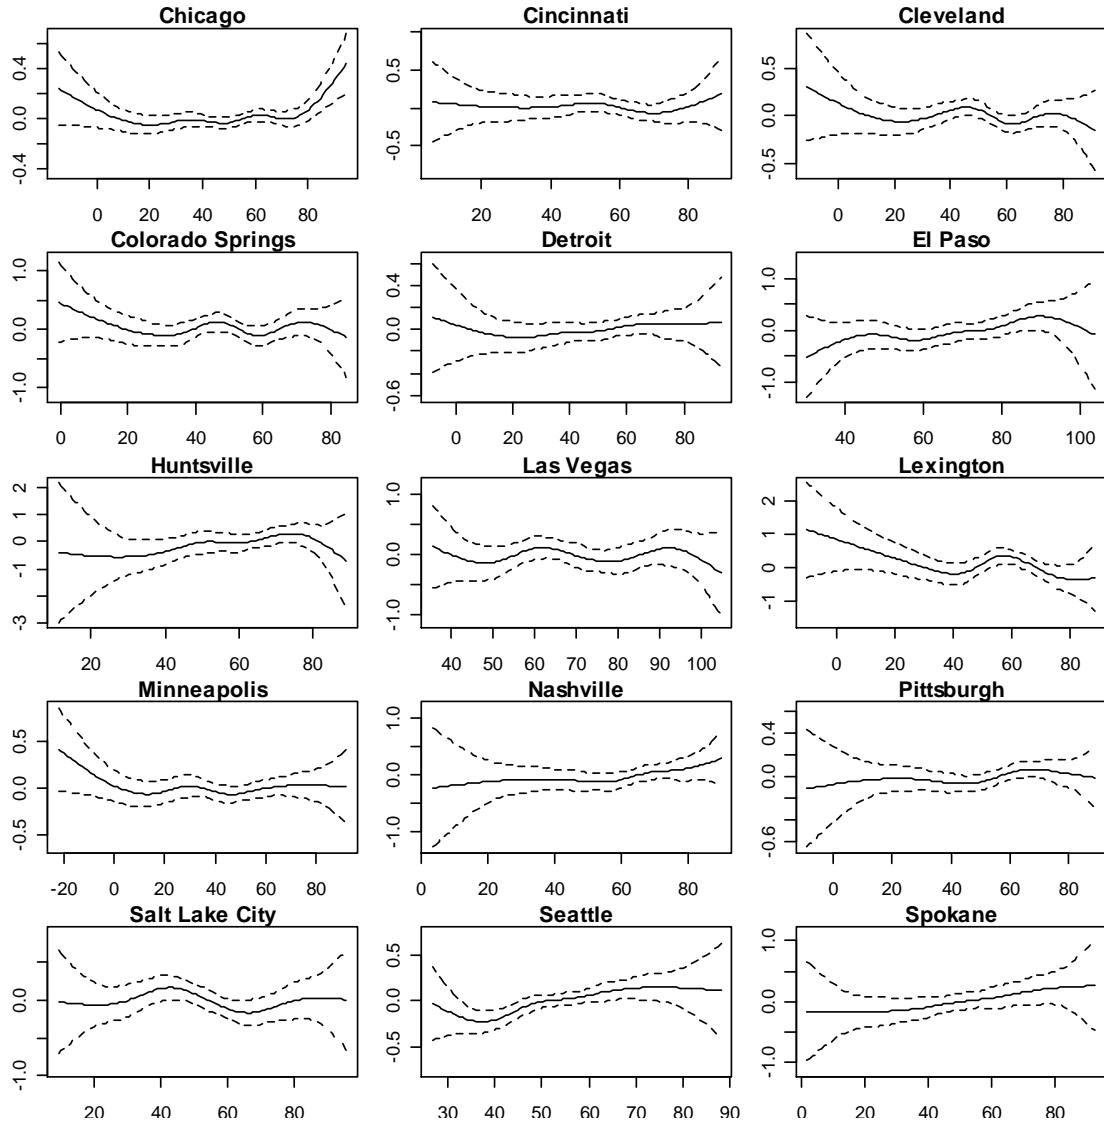 Chicago Cincinnati Cleveland
-0.4 0.0 0.4 -0.5 0.0 0.5 -0.5 0.0 0.5
0 20 40 60 80 20 40 60 80 0 20 40 60 80
Colorado Springs Detroit El Paso
-1.0 0.0 1.0 -0.6 0.0 0.4 -1.0 0.0 1.0
0 20 40 60 80 0 20 40 60 80 40 60 80 100
Huntsville Las Vegas Lexington
-3 -1 0 1 2 -1.0 0.0 1.0 -1 0 1 2
20 40 60 80 40 50 60 70 80 90 100 0 20 40 60 80
Minneapolis Nashville Pittsburgh
-0.5 0.0 0.5 -1.0 0.0 1.0 -0.6 0.0 0.4
-20 0 20 40 60 80 0 20 40 60 80 0 20 40 60 80
Salt Lake City Seattle Spokane
-1.0 0.0 -0.5 0.0 0.5 -1.0 0.0 1.0
20 40 60 80 30 40 50 60 70 80 90 0 20 40 60 80